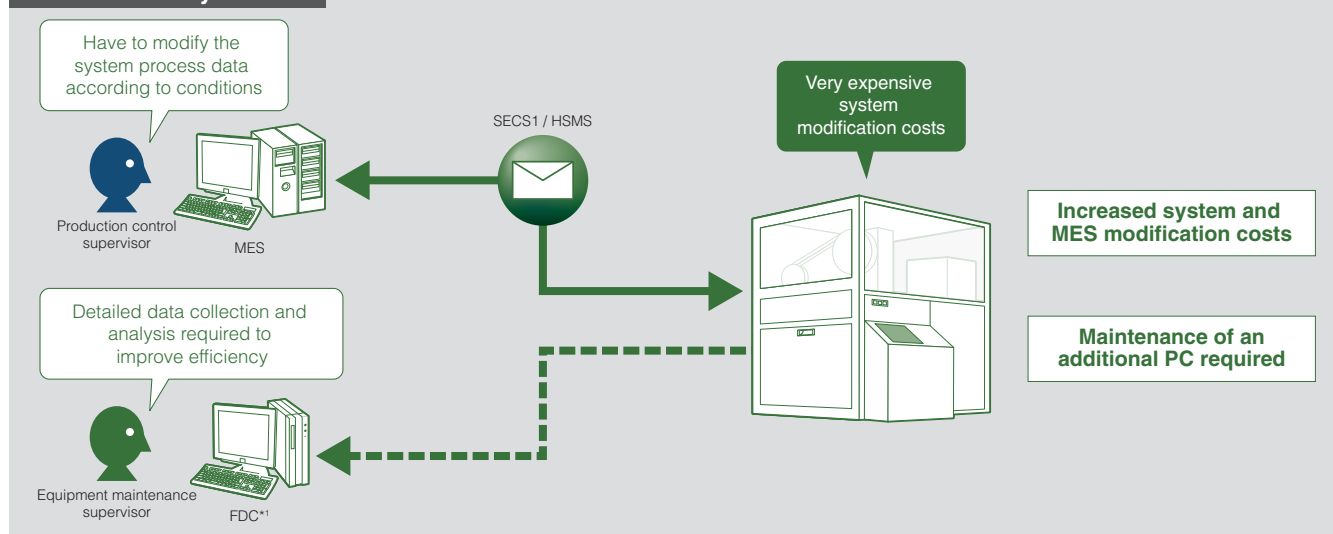 Have to modify the
system process data
according to conditions
Production control
supervisor
MES
SECS1 / HSMS
Very expensive
system
modification costs
Increased system and
MES modification costs
Detailed data collection and
analysis required to
improve efficiency
Equipment maintenance
supervisor
FDC*1
Maintenance of an
additional PC required